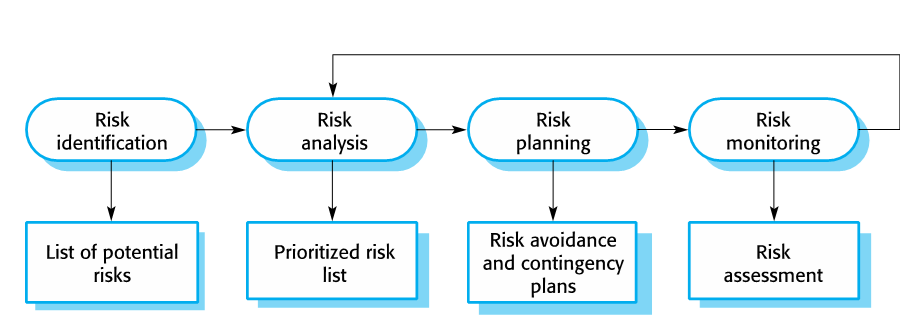 Risk
identification
Risk
analysis
Risk
planning
Risk
monitoring
List of potential
risks
Prioritized risk
list
Risk avoidance
and contingency
plans
Risk
assessment